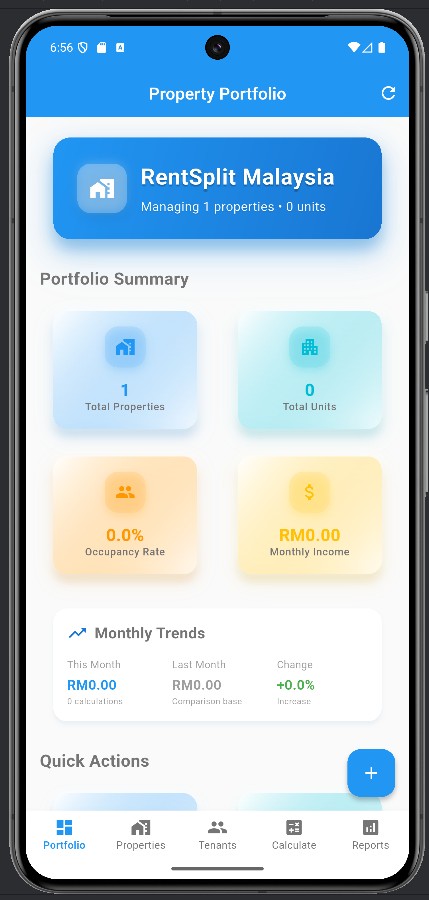 6:56
Property Portfolio
RentSplit Malaysia
Managing 1 properties • 0 units
Portfolio Summary
1
Total Properties
0
Total Units
0.0%
Occupancy Rate
$
RM0.00
Monthly Income
Monthly Trends
This Month Last Month Change
RM0.00 RM0.00 +0.0%
0 calculations Comparison base Increase
Quick Actions
+
Portfolio Properties Tenants Calculate Reports